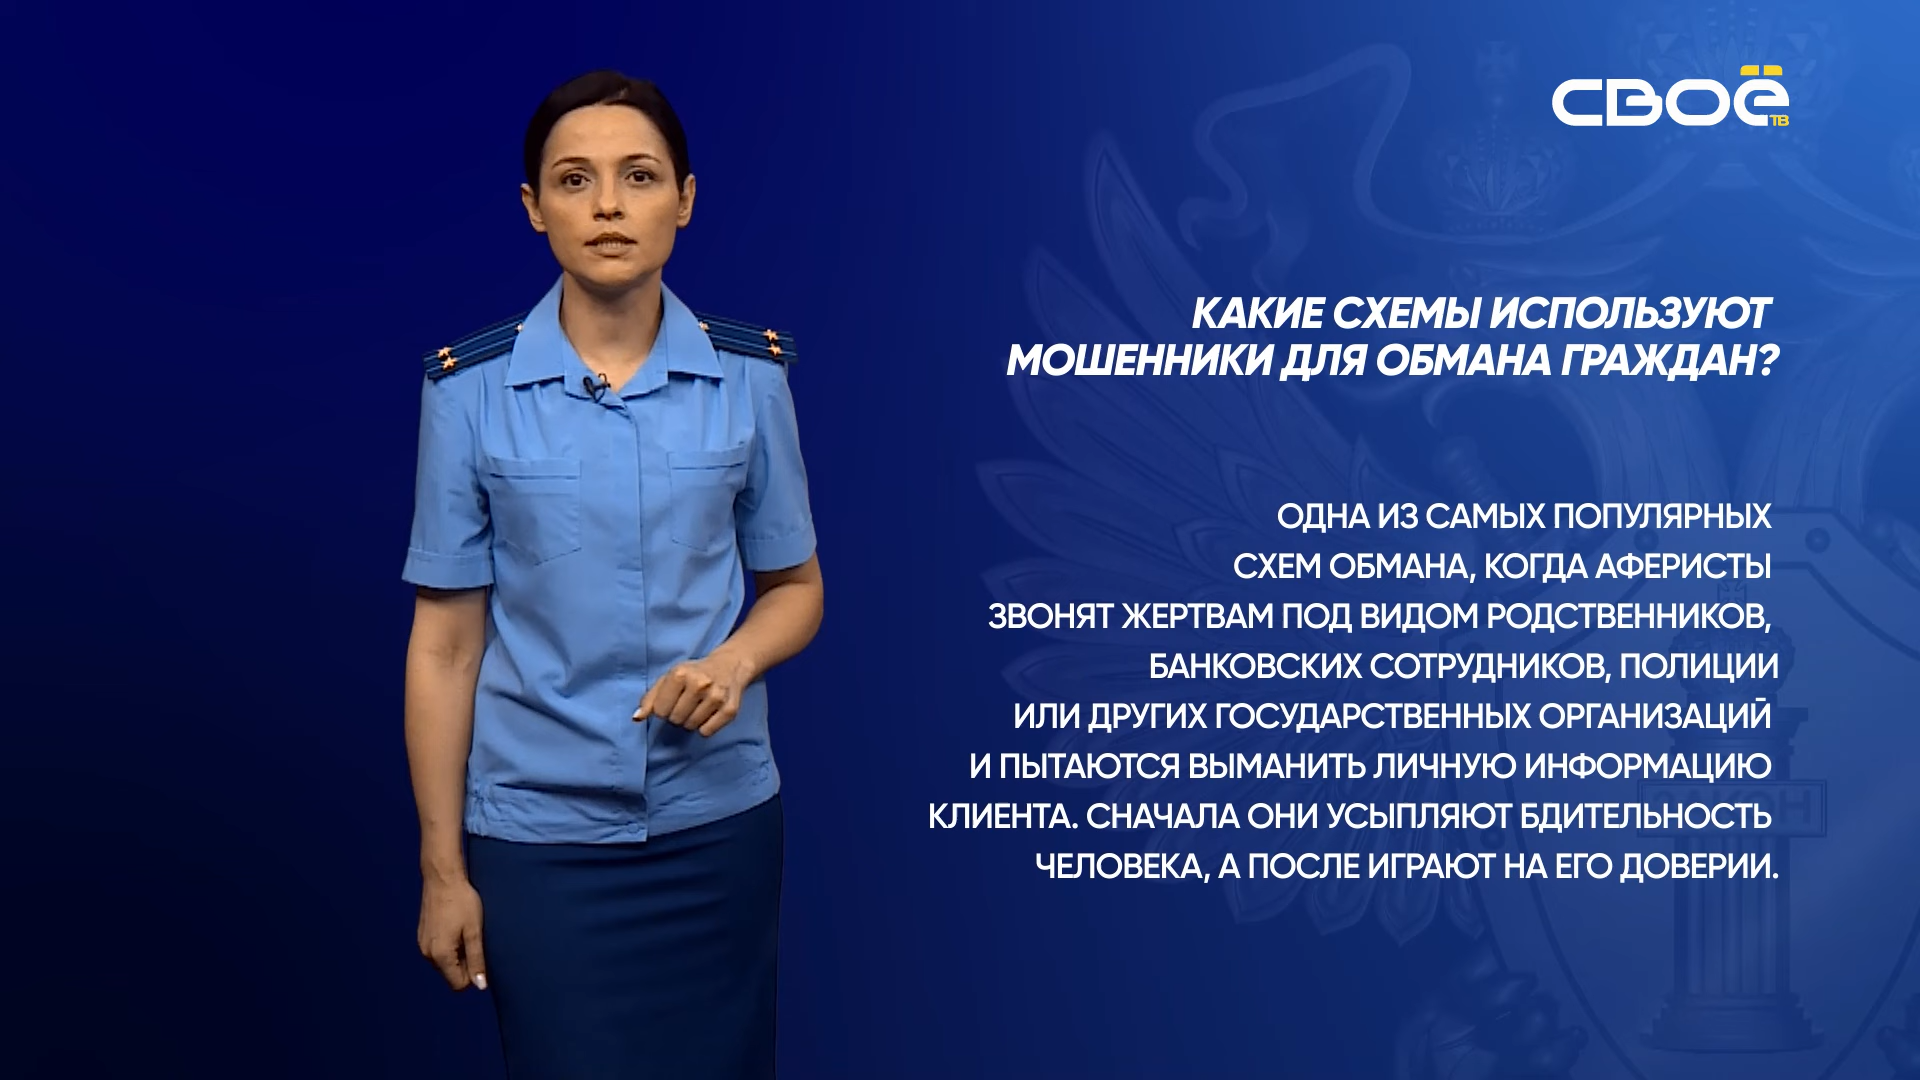 СВОЁ
ТВ
КАКИЕ СХЕМЫ ИСПОЛЬЗУЮТ
МОШЕННИКИ ДЛЯ ОБМАНА ГРАЖДАН?
ОДНА ИЗ САМЫХ ПОПУЛЯРНЫХ
СХЕМ ОБМАНА, КОГДА АФЕРИСТЫ
ЗВОНЯТ ЖЕРТВАМ ПОД ВИДОМ РОДСТВЕННИКОВ,
БАНКОВСКИХ СОТРУДНИКОВ, ПОЛИЦИИ
ИЛИ ДРУГИХ ГОСУДАРСТВЕННЫХ ОРГАНИЗАЦИЙ
И ПЫТАЮТСЯ ВЫМАНИТЬ ЛИЧНУЮ ИНФОРМАЦИЮ
КЛИЕНТА. СНАЧАЛА ОНИ УСЫПЛЯЮТ БДИТЕЛЬНОСТЬ
ЧЕЛОВЕКА, А ПОСЛЕ ИГРАЮТ НА ЕГО ДОВЕРИИ.
ЗАКОН